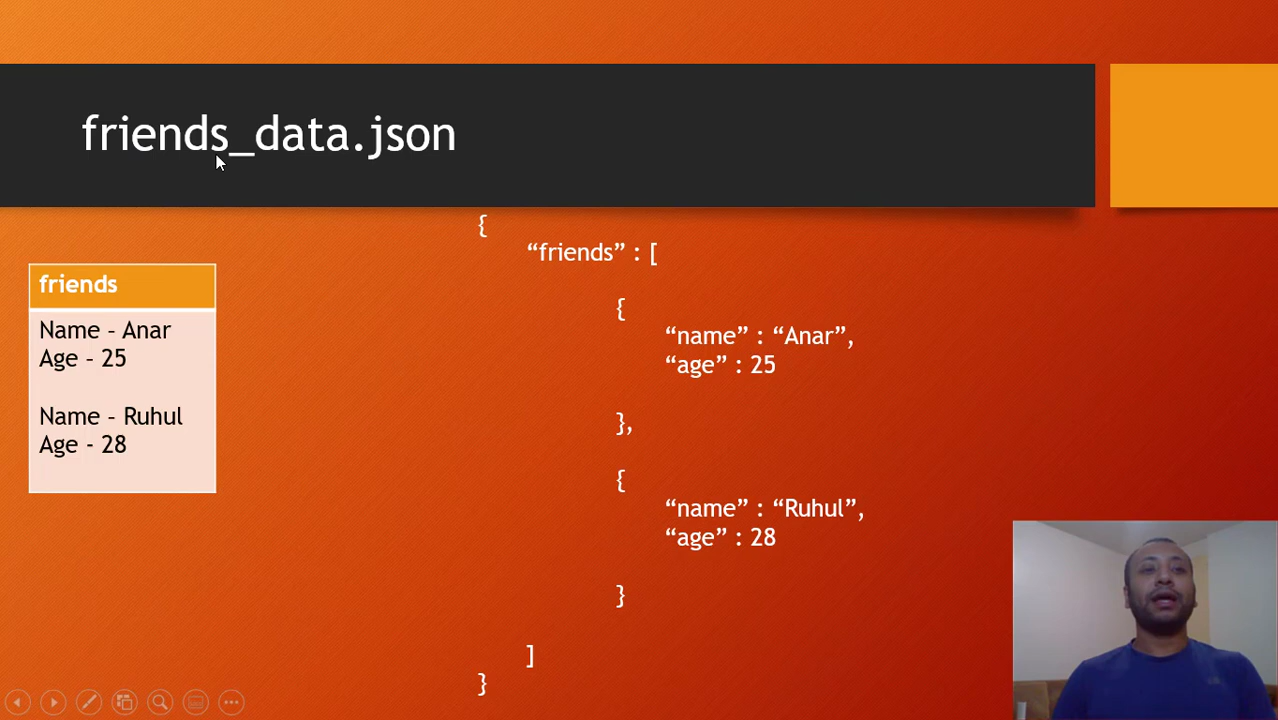 friends_data.json
friends
Name – Anar
Age – 25
Name – Ruhul
Age - 28
{
“friends” : [
{
“name” : “Anar”,
“age” : 25
},
{
“name” : “Ruhul”,
“age” : 28
}
]
}